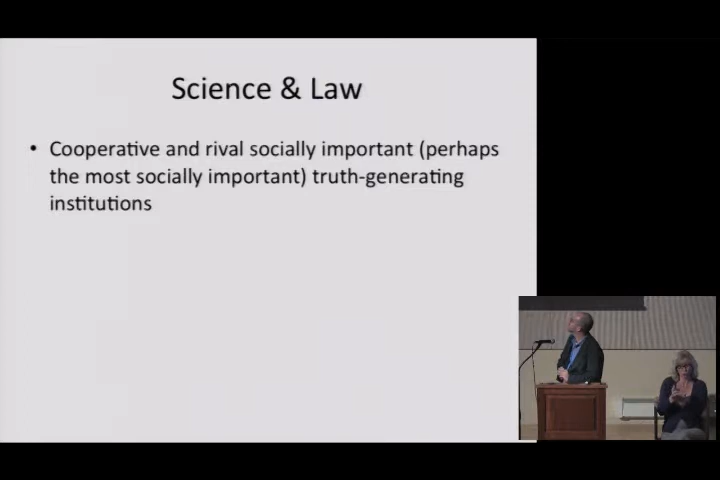 Science & Law
• Cooperative and rival socially important (perhaps
the most socially important) truth-generating
institutions